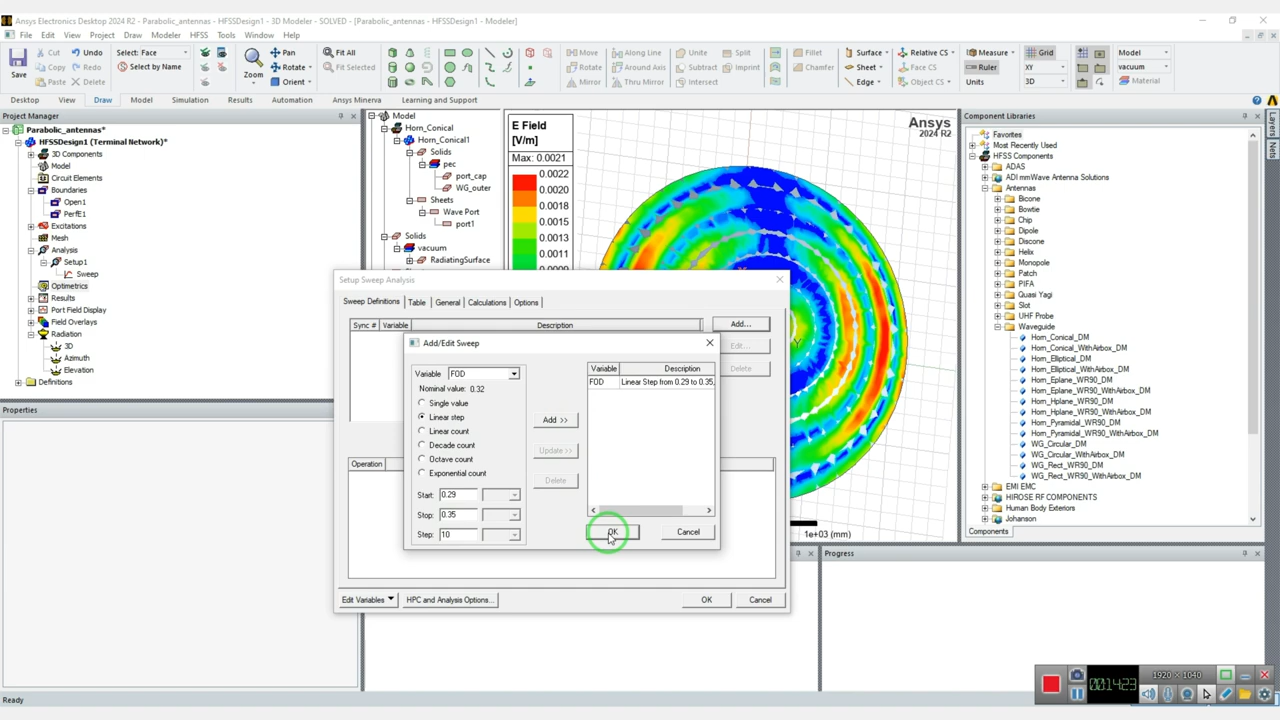 Ansys Electronics Desktop 2024 R2 - Parabolic_antennas - HFSSDesign1 - 3D Modeler - SOLVED - [Parabolic_antennas - HFSSDesign1 - Modeler]
File Edit View Project Draw Modeler HFSS Tools Window Help
Save
Cut Undo
Copy Redo
Paste Delete
Select: Face
Select by Name
Zoom
Pan
Rotate
Orient
Fit All
Fit Selected
Move Along Line Unite Split Fillet
Rotate Around Axis Subtract Imprint Chamfer
Mirror Thru Mirror Intersect
Surface Relative CS Measure Grid Model
Sheet Face CS Ruler XY vacuum
Edge Object CS Units 3D Material
Desktop View Draw Model Simulation Results Automation Ansys Minerva Learning and Support
Project Manager
Parabolic_antennas*
HFSSDesign1 (Terminal Network)*
3D Components
Model
Circuit Elements
Boundaries
Open1
PerfE1
Excitations
Mesh
Analysis
Setup1
Sweep
Optimetrics
Results
Port Field Display
Field Overlays
Radiation
3D
Azimuth
Elevation
Definitions
Properties
Model
Horn_Conical
Horn_Conical1
Solids
pec
port_cap
WG_outer
Sheets
Wave Port
port1
Solids
vacuum
RadiatingSurface
E Field
[V/m]
Max: 0.0021
0.0022
0.0020
0.0018
0.0015
0.0013
0.0011
0.0009
Ansys
2024 R2
1e+03 (mm)
Setup Sweep Analysis
Sweep Definitions Table General Calculations Options
Sync # Variable Description
Add...
Edit...
Delete
Operation
Add/Edit Sweep
Variable FOD
Nominal value: 0.32
Single value
Linear step
Linear count
Decade count
Octave count
Exponential count
Start: 0.29
Stop: 0.35
Step: 10
Add >>
Update >>
Delete
Variable Description
FOD Linear Step from 0.29 to 0.35,
OK Cancel
Edit Variables HPC and Analysis Options... OK Cancel
Component Libraries
Favorites
Most Recently Used
HFSS Components
ADAS
ADI mmWave Antenna Solutions
Antennas
Bicone
Bowtie
Chip
Dipole
Discone
Helix
Monopole
Patch
PIFA
Quasi Yagi
Slot
UHF Probe
Waveguide
Horn_Conical_DM
Horn_Conical_WithAirbox_DM
Horn_Elliptical_DM
Horn_Elliptical_WithAirbox_DM
Horn_Eplane_WR90_DM
Horn_Eplane_WR90_WithAirbox_DM
Horn_Hplane_WR90_DM
Horn_Hplane_WR90_WithAirbox_DM
Horn_Pyramidal_WR90_DM
Horn_Pyramidal_WR90_WithAirbox_DM
WG_Circular_DM
WG_Circular_WithAirbox_DM
WG_Rect_WR90_DM
WG_Rect_WR90_WithAirbox_DM
EMI EMC
HIROSE RF COMPONENTS
Human Body Exteriors
Johanson
Components
Layers
Nets
Progress
00:14:23
1920 × 1040
Ready